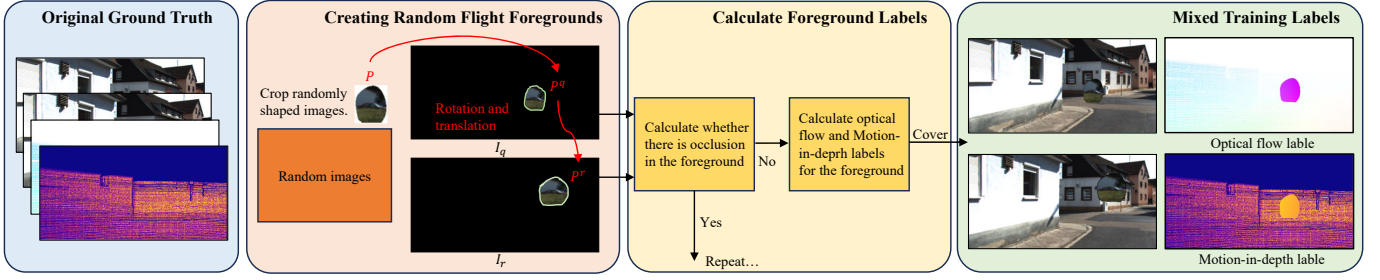 Original Ground Truth
Creating Random Flight Foregrounds
P
Crop randomly
shaped images.
Random images
P^q
Rotation and
translation
I_q
P^r
I_r
Calculate Foreground Labels
Calculate whether
there is occlusion
in the foreground
No
Calculate optical
flow and Motion-
in-deprh labels
for the foreground
Yes
Repeat…
Cover
Mixed Training Labels
Optical flow lable
Motion-in-depth lable